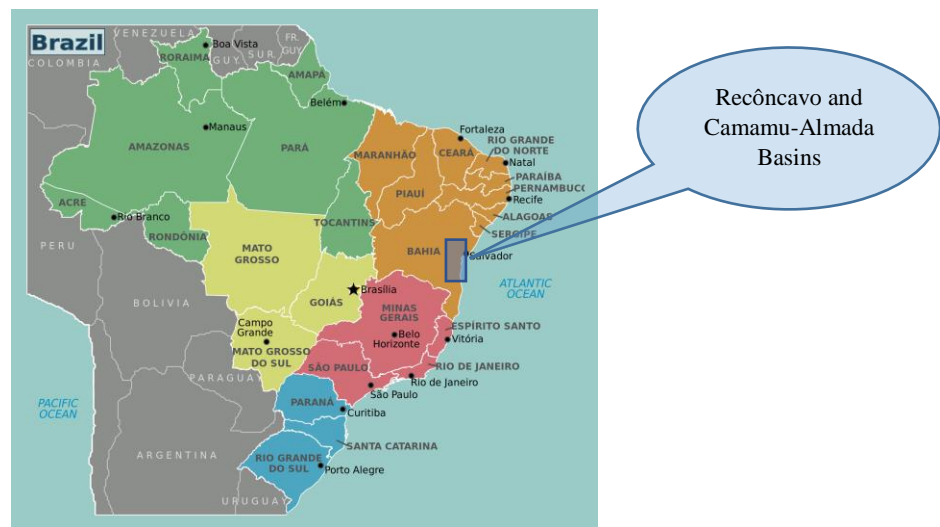 Brazil
VENEZUELA
COLOMBIA
GUY
SUR
FR.
GUY
Boa Vista
RORAIMA
AMAPÁ
Belém
Manaus
AMAZONAS
PARÁ
Fortaleza
RIO GRANDE
DO NORTE
MARANHÃO
CEARÁ
Natal
PARAÍBA
PERNAMBUCO
Recife
PIAUÍ
ACRE
Rio Branco
TOCANTINS
ALAGOAS
SERGIPE
RONDÔNIA
PERU
MATO
GROSSO
BAHIA
Salvador
ATLANTIC
OCEAN
Brasília
GOIÁS
BOLIVIA
MINAS
GERAIS
ESPÍRITO SANTO
Campo
Grande
Belo
Horizonte
Vitória
MATO GROSSO
DO SUL
SÃO PAULO
RIO DE JANEIRO
PARAGUAY
Rio de Janeiro
São Paulo
PARANÁ
Curitiba
PACIFIC
OCEAN
SANTA CATARINA
ARGENTINA
RIO GRANDE
DO SUL
Porto Alegre
URUGUAY
Recôncavo and
Camamu-Almada
Basins